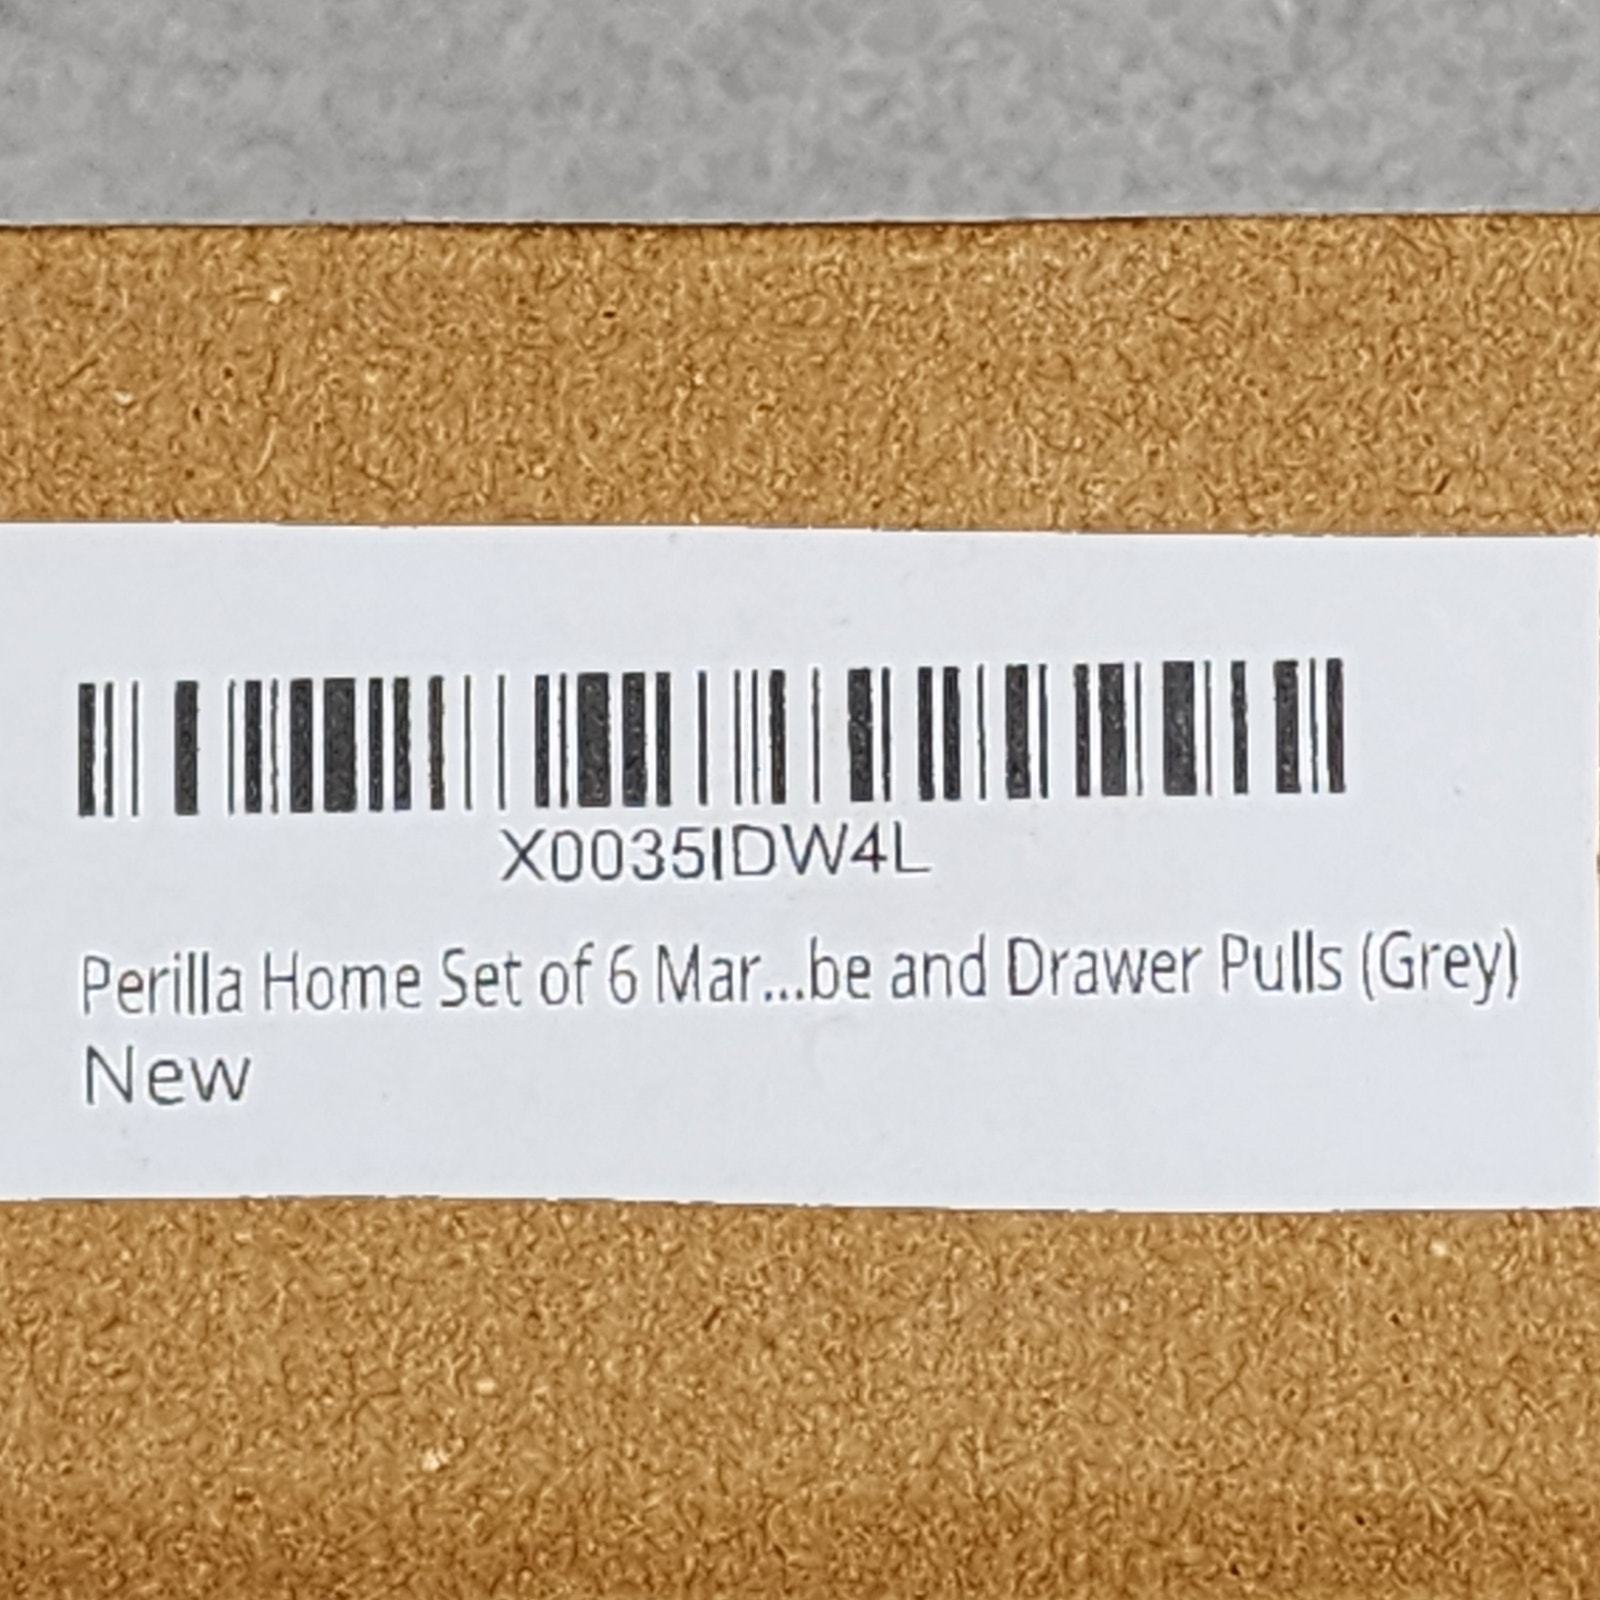 X0035IDW4L
Perilla Home Set of 6 Mar...be and Drawer Pulls (Grey)
New